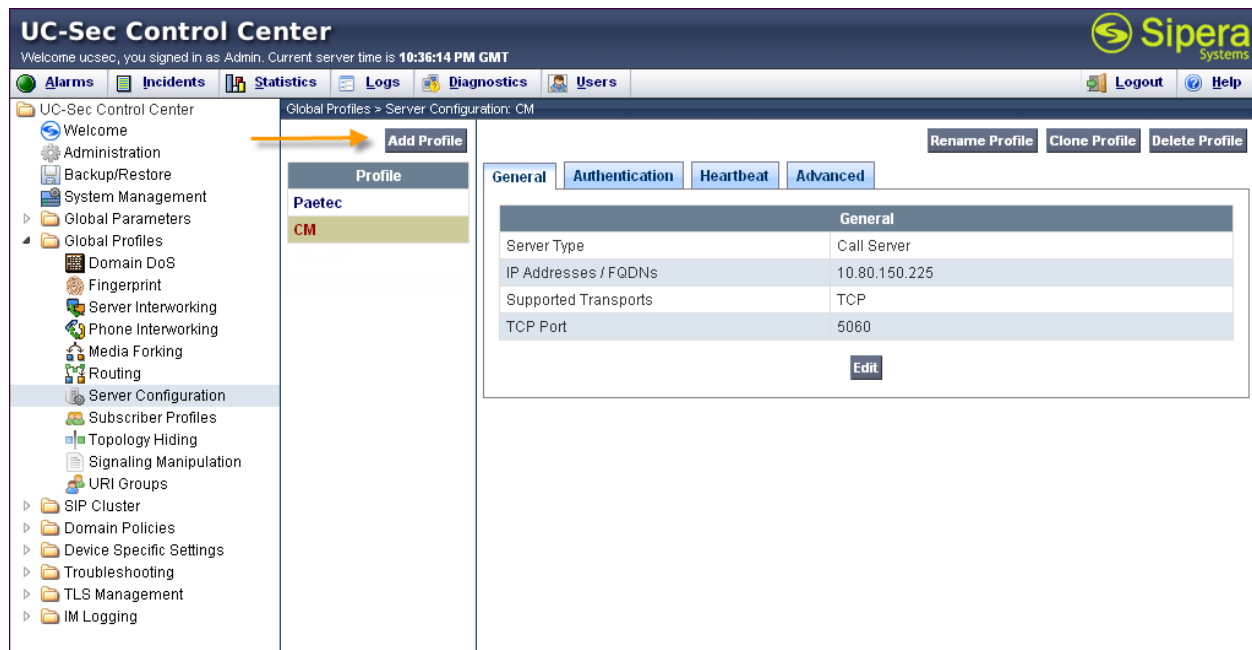 UC-Sec Control Center
Welcome ucsec, you signed in as Admin. Current server time is 10:36:14 PM GMT
Sipera
Systems
Alarms Incidents Statistics Logs Diagnostics Users Logout Help
UC-Sec Control Center
Welcome
Administration
Backup/Restore
System Management
Global Parameters
Global Profiles
Domain DoS
Fingerprint
Server Interworking
Phone Interworking
Media Forking
Routing
Server Configuration
Subscriber Profiles
Topology Hiding
Signaling Manipulation
URI Groups
SIP Cluster
Domain Policies
Device Specific Settings
Troubleshooting
TLS Management
IM Logging
Global Profiles > Server Configuration: CM
Add Profile
Profile
Paetec
CM
Rename Profile Clone Profile Delete Profile
General Authentication Heartbeat Advanced
General
Server Type Call Server
IP Addresses / FQDNs 10.80.150.225
Supported Transports TCP
TCP Port 5060
Edit